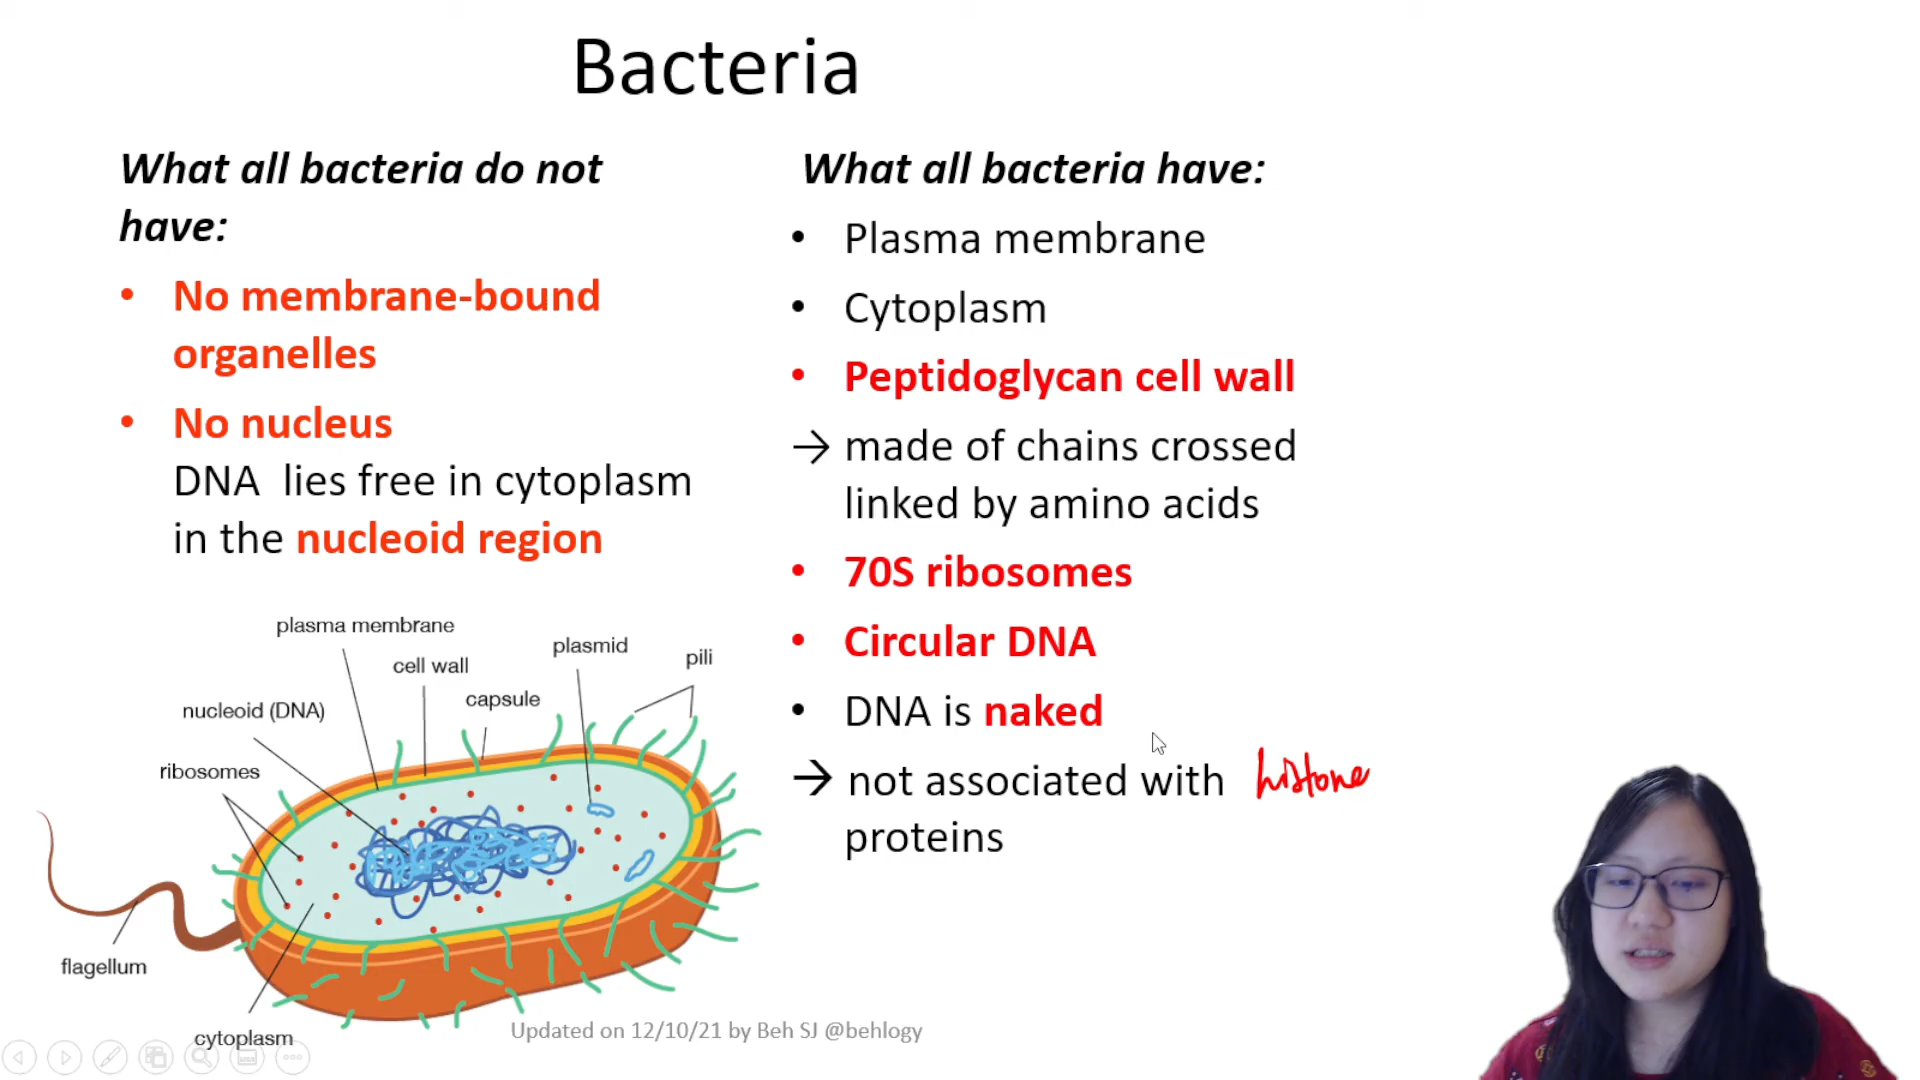 Bacteria
What all bacteria do not
have:
• No membrane-bound
organelles
• No nucleus
DNA lies free in cytoplasm
in the nucleoid region
What all bacteria have:
• Plasma membrane
• Cytoplasm
• Peptidoglycan cell wall
→ made of chains crossed
linked by amino acids
• 70S ribosomes
• Circular DNA
• DNA is naked
→ not associated with histone
proteins
plasma membrane
cell wall
plasmid
pili
capsule
nucleoid (DNA)
ribosomes
flagellum
cytoplasm
Updated on 12/10/21 by Beh SJ @behlogy